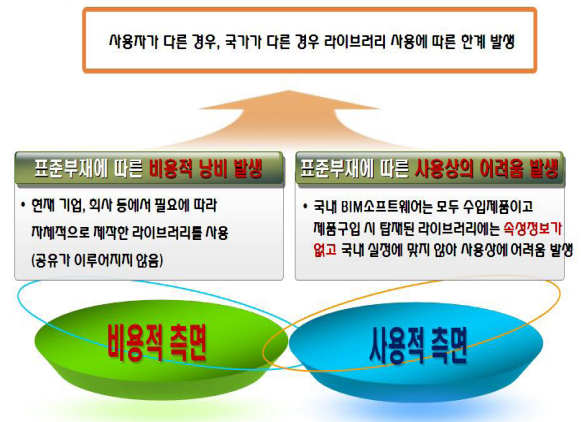 사용자가 다른 경우, 국가가 다른 경우 라이브러리 사용에 따른 한계 발생
표준부재에 따른 비용적 낭비 발생
• 현재 기업, 회사 등에서 필요에 따라
자체적으로 제작한 라이브러리를 사용
(공유가 이루어지지 않음)
표준부재에 따른 사용상의 어려움 발생
• 국내 BIM소프트웨어는 모두 수입제품이고
제품구입 시 탑재된 라이브러리에는 속성정보가
없고 국내 실정에 맞지 않아 사용상에 어려움 발생
비용적 측면
사용적 측면